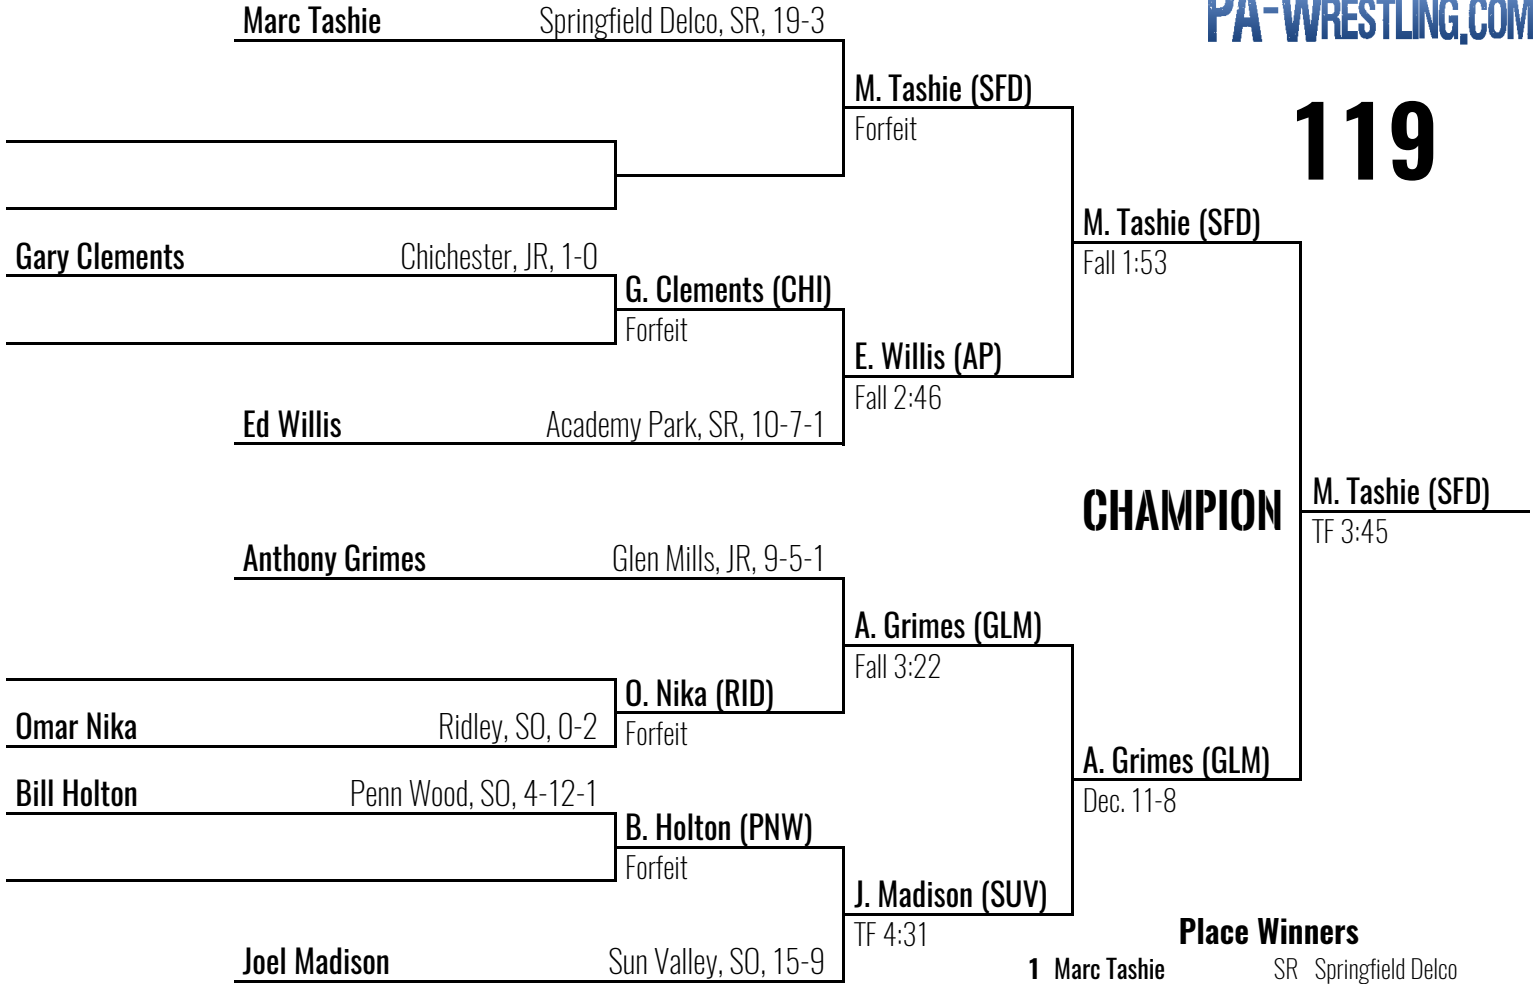 Marc Tashie Springfield Delco, SR, 19-3
PA-WRESTLING.COM
M. Tashie (SFD)
Forfeit
119
M. Tashie (SFD)
Fall 1:53
Gary Clements Chichester, JR, 1-0
G. Clements (CHI)
Forfeit
E. Willis (AP)
Fall 2:46
Ed Willis Academy Park, SR, 10-7-1
CHAMPION
M. Tashie (SFD)
TF 3:45
Anthony Grimes Glen Mills, JR, 9-5-1
A. Grimes (GLM)
Fall 3:22
O. Nika (RID)
Forfeit
Omar Nika Ridley, SO, 0-2
A. Grimes (GLM)
Dec. 11-8
Bill Holton Penn Wood, SO, 4-12-1
B. Holton (PNW)
Forfeit
J. Madison (SUV)
TF 4:31
Joel Madison Sun Valley, SO, 15-9
Place Winners
1 Marc Tashie SR Springfield Delco